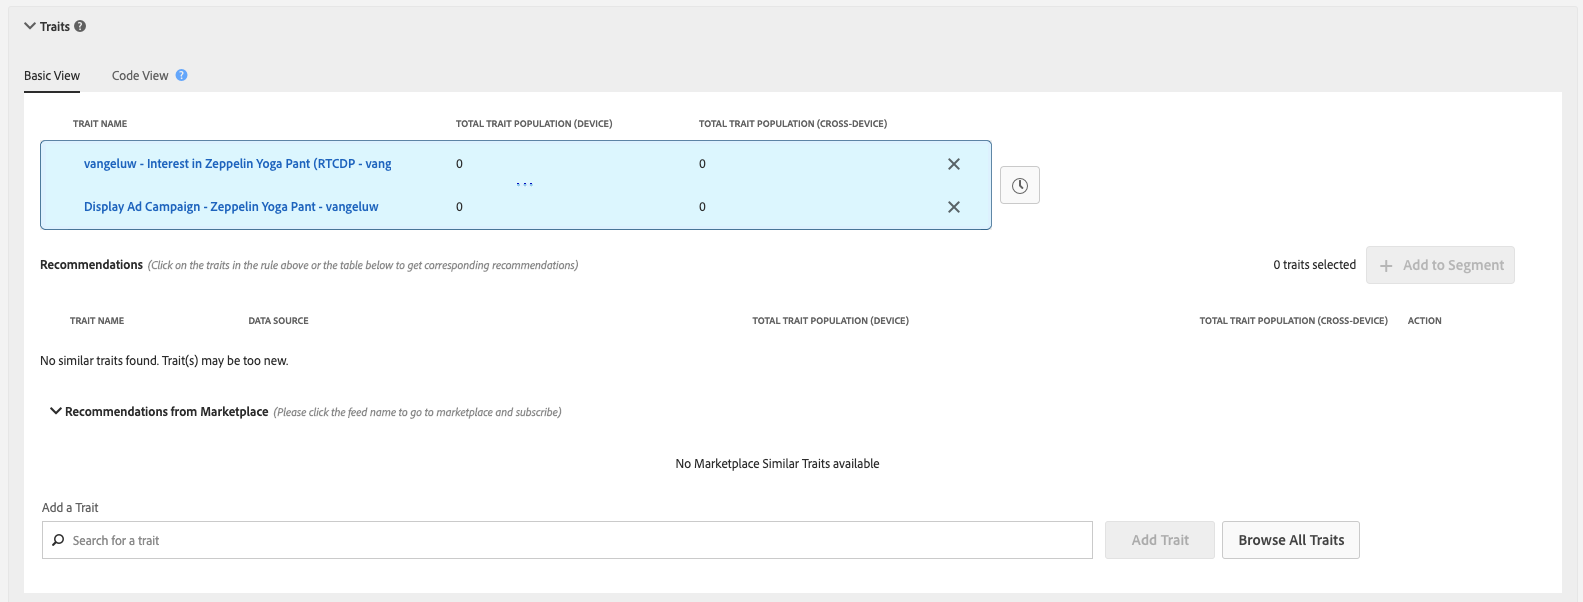 Traits
Basic View Code View
TRAIT NAME TOTAL TRAIT POPULATION (DEVICE) TOTAL TRAIT POPULATION (CROSS-DEVICE)
vangeluw - Interest in Zeppelin Yoga Pant (RTCDP - vang 0 0
...
Display Ad Campaign - Zeppelin Yoga Pant - vangeluw 0 0
Recommendations (Click on the traits in the rule above or the table below to get corresponding recommendations) 0 traits selected + Add to Segment
TRAIT NAME DATA SOURCE TOTAL TRAIT POPULATION (DEVICE) TOTAL TRAIT POPULATION (CROSS-DEVICE) ACTION
No similar traits found. Trait(s) may be too new.
Recommendations from Marketplace (Please click the feed name to go to marketplace and subscribe)
No Marketplace Similar Traits available
Add a Trait
Search for a trait Add Trait Browse All Traits